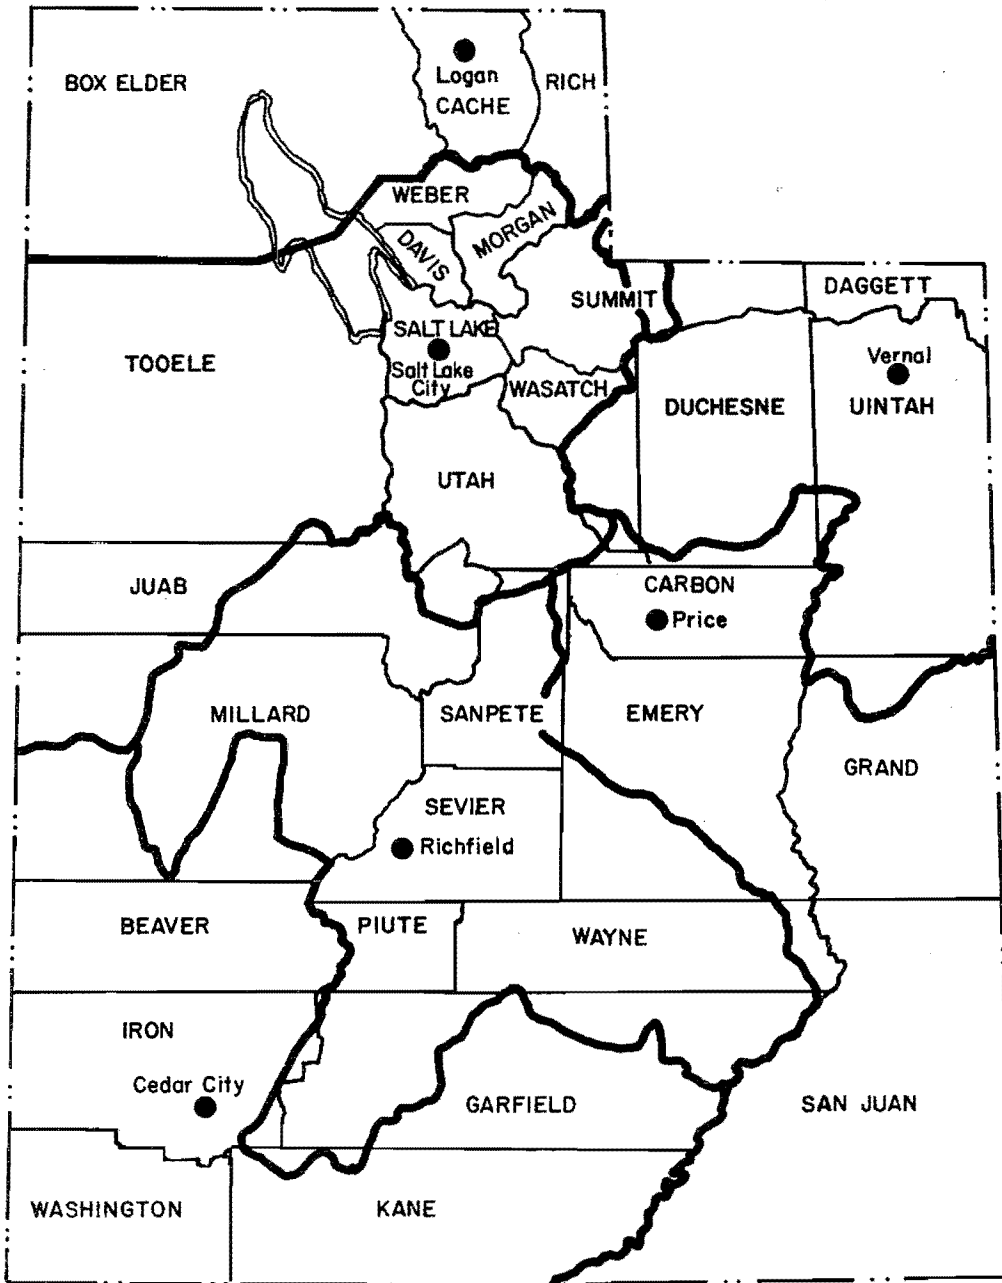 Logan
BOX ELDER
RICH
CACHE
WEBER
MORGAN
DAVIS
DAGGETT
SUMMIT
SALT LAKE
Vernal
TOOELE
Salt Lake
City
WASATCH
DUCHESNE
UINTAH
UTAH
JUAB
CARBON
Price
MILLARD
SANPETE
EMERY
GRAND
SEVIER
Richfield
BEAVER
PIUTE
WAYNE
IRON
Cedar City
GARFIELD
SAN JUAN
WASHINGTON
KANE